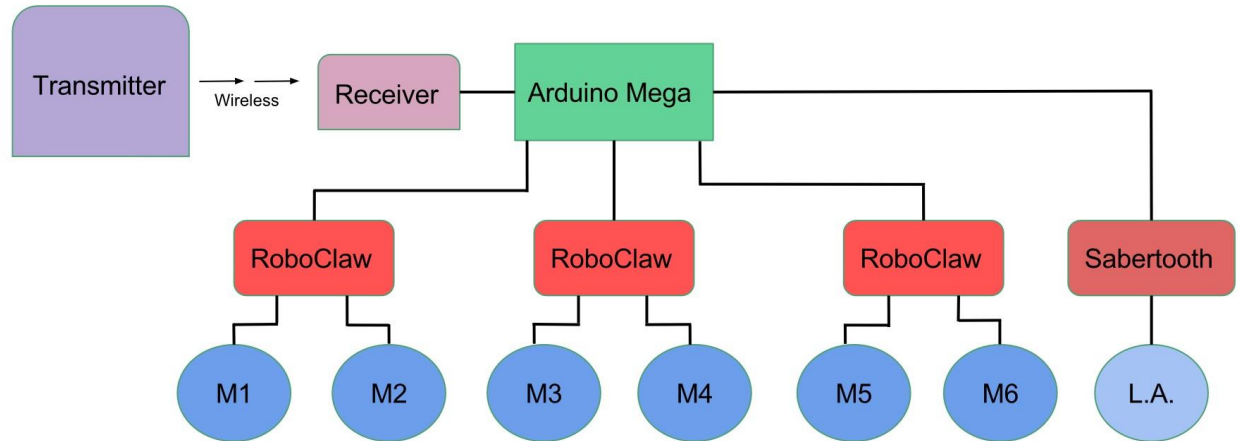 Transmitter
Wireless
Receiver
Arduino Mega
RoboClaw
RoboClaw
RoboClaw
Sabertooth
M1
M2
M3
M4
M5
M6
L.A.